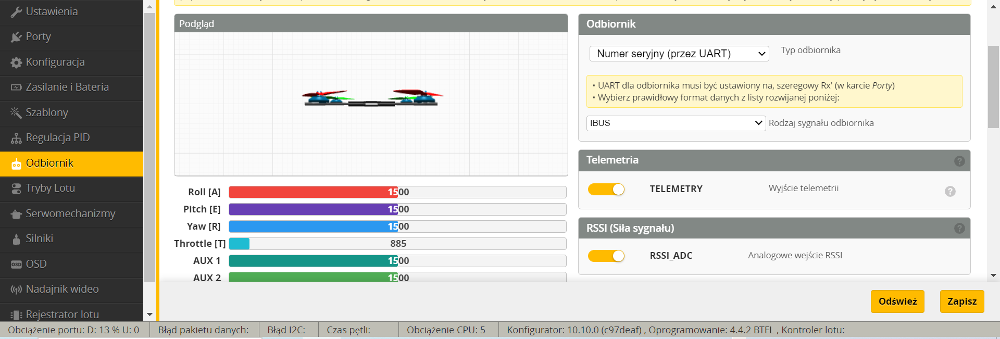 Ustawienia
Porty
Konfiguracja
Zasilanie i Bateria
Szablony
Regulacja PID
Odbiornik
Tryby Lotu
Serwomechanizmy
Silniki
OSD
OSD
Nadajnik wideo
Rejestrator lotu
Podgląd
Roll [A] 1500
Pitch [E] 1500
Yaw [R] 1500
Throttle [T] 885
AUX 1 1500
AUX 2 1500
Odbiornik
Numer seryjny (przez UART) Typ odbiornika
• UART dla odbiornika musi być ustawiony na, szeregowy Rx' (w karcie Porty)
• Wybierz prawidłowy format danych z listy rozwijanej poniżej:
IBUS Rodzaj sygnału odbiornika
Telemetria ?
TELEMETRY Wyjście telemetrii ?
RSSI (Siła sygnału) ?
RSSI_ADC Analogowe wejście RSSI
Odśwież Zapisz
Obciążenie portu: D: 13 % U: 0 Błąd pakietu danych: Błąd I2C: Czas pętli: Obciążenie CPU: 5 Konfigurator: 10.10.0 (c97deaf) , Oprogramowanie: 4.4.2 BTFL , Kontroler lotu: